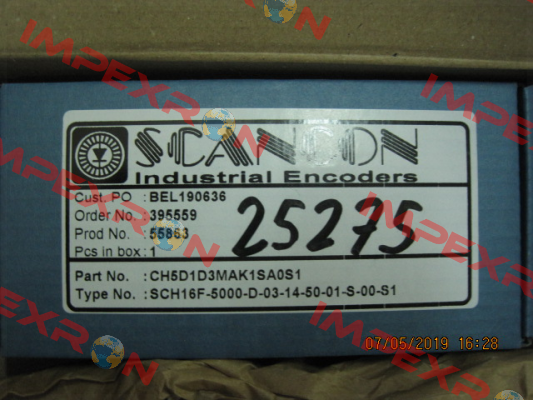 SCANCON
Industrial Encoders
Cust. PO : BEL190636
Order No. : 395559
Prod No. : 55863
Pcs in box : 1
25275
Part No. : CH5D1D3MAK1SA0S1
Type No. : SCH16F-5000-D-03-14-50-01-S-00-S1
07/05/2019 16:28
IMPEXRON
IMPEXRON
IMPEXRON
IMPEXRON
IMPEXRON